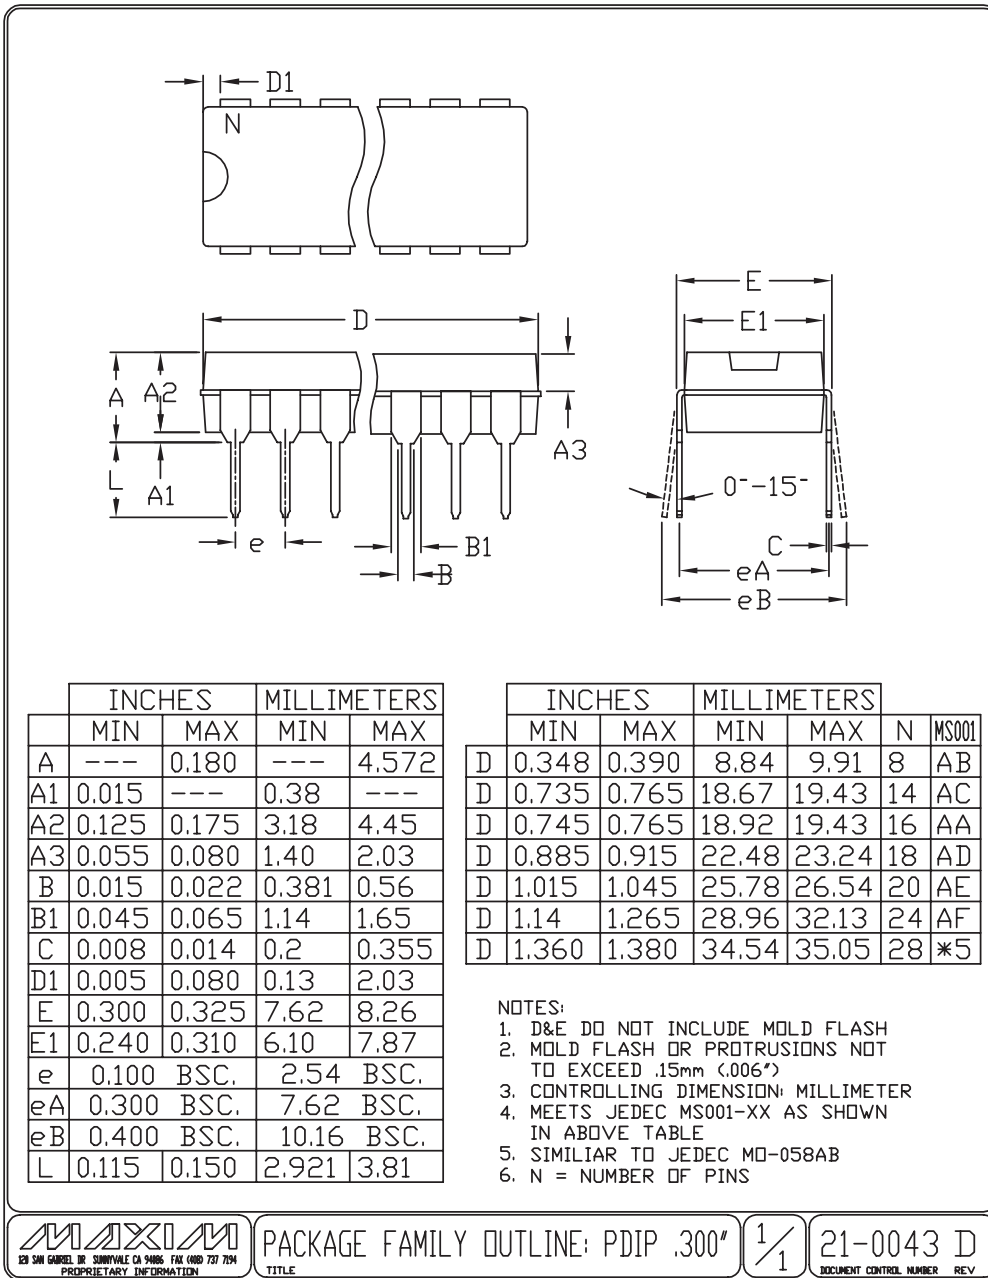 D1
N
E
E1
D
A
A2
A3
L
A1
0°-15°
e
B1
B
C
eA
eB
INCHES MILLIMETERS
MIN MAX MIN MAX
A --- 0.180 --- 4.572
A1 0.015 --- 0.38 ---
A2 0.125 0.175 3.18 4.45
A3 0.055 0.080 1.40 2.03
B 0.015 0.022 0.381 0.56
B1 0.045 0.065 1.14 1.65
C 0.008 0.014 0.2 0.355
D1 0.005 0.080 0.13 2.03
E 0.300 0.325 7.62 8.26
E1 0.240 0.310 6.10 7.87
e 0.100 BSC. 2.54 BSC.
eA 0.300 BSC. 7.62 BSC.
eB 0.400 BSC. 10.16 BSC.
L 0.115 0.150 2.921 3.81
INCHES MILLIMETERS
MIN MAX MIN MAX N MS001
D 0.348 0.390 8.84 9.91 8 AB
D 0.735 0.765 18.67 19.43 14 AC
D 0.745 0.765 18.92 19.43 16 AA
D 0.885 0.915 22.48 23.24 18 AD
D 1.015 1.045 25.78 26.54 20 AE
D 1.14 1.265 28.96 32.13 24 AF
D 1.360 1.380 34.54 35.05 28 *5
NOTES:
1. D&E DO NOT INCLUDE MOLD FLASH
2. MOLD FLASH OR PROTRUSIONS NOT
TO EXCEED .15mm (.006")
3. CONTROLLING DIMENSION: MILLIMETER
4. MEETS JEDEC MS001-XX AS SHOWN
IN ABOVE TABLE
5. SIMILIAR TO JEDEC MO-058AB
6. N = NUMBER OF PINS
MAXIM
120 SAN GABRIEL DR SUNNYVALE CA 94086 FAX (408) 737 7194
PROPRIETARY INFORMATION
PACKAGE FAMILY OUTLINE: PDIP .300"
TITLE
1/1
21-0043 D
DOCUMENT CONTROL NUMBER REV